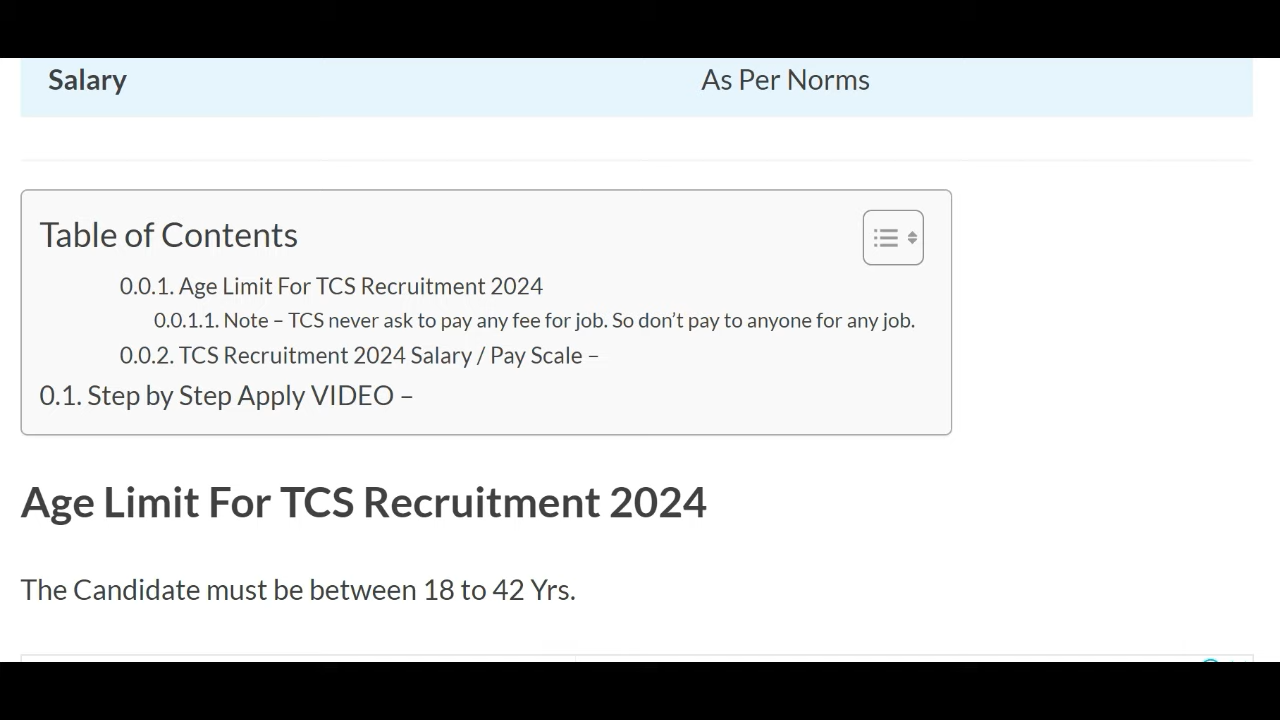 Salary As Per Norms
Table of Contents
0.0.1. Age Limit For TCS Recruitment 2024
0.0.1.1. Note – TCS never ask to pay any fee for job. So don’t pay to anyone for any job.
0.0.2. TCS Recruitment 2024 Salary / Pay Scale –
0.1. Step by Step Apply VIDEO –
Age Limit For TCS Recruitment 2024
The Candidate must be between 18 to 42 Yrs.